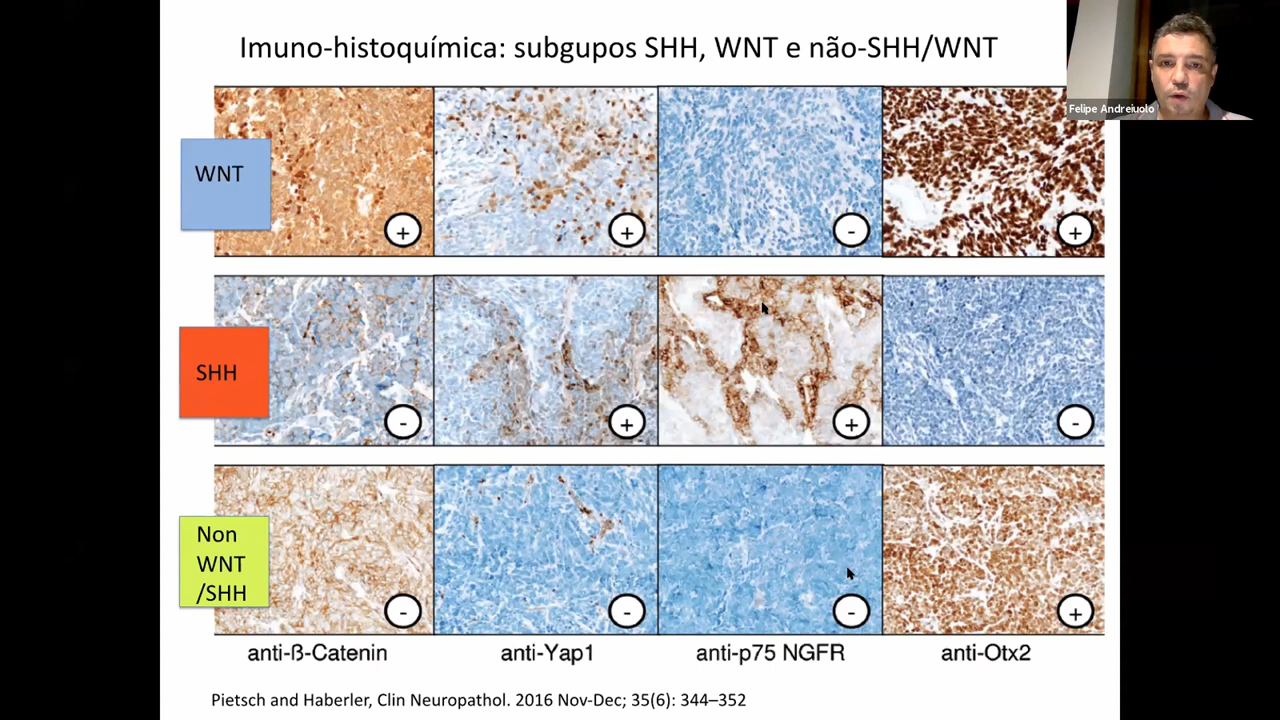 Imuno-histoquímica: subgupos SHH, WNT e não-SHH/WNT
Felipe Andreiuolo
WNT
+
+
-
+
SHH
-
+
+
-
Non
WNT
/SHH
-
-
-
+
anti-ß-Catenin
anti-Yap1
anti-p75 NGFR
anti-Otx2
Pietsch and Haberler, Clin Neuropathol. 2016 Nov-Dec; 35(6): 344–352